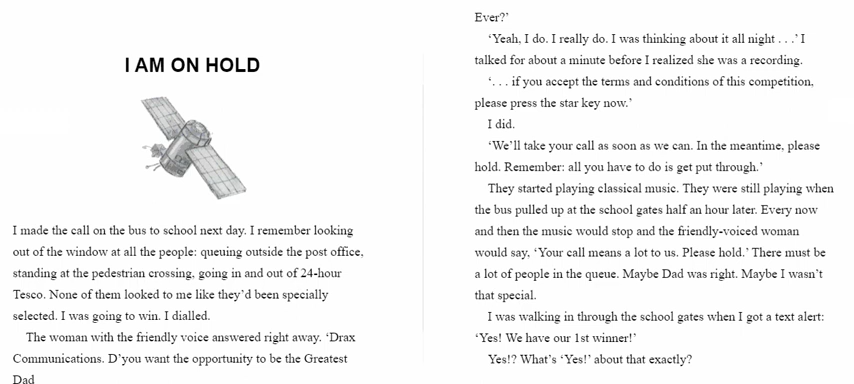 I AM ON HOLD
I made the call on the bus to school next day. I remember looking
out of the window at all the people: queuing outside the post office,
standing at the pedestrian crossing, going in and out of 24-hour
Tesco. None of them looked to me like they’d been specially
selected. I was going to win. I dialled.
The woman with the friendly voice answered right away. ‘Drax
Communications. D’you want the opportunity to be the Greatest
Dad
Ever?’
‘Yeah, I do. I really do. I was thinking about it all night . . .’ I
talked for about a minute before I realized she was a recording.
‘. . . if you accept the terms and conditions of this competition,
please press the star key now.’
I did.
‘We’ll take your call as soon as we can. In the meantime, please
hold. Remember: all you have to do is get put through.’
They started playing classical music. They were still playing when
the bus pulled up at the school gates half an hour later. Every now
and then the music would stop and the friendly-voiced woman
would say, ‘Your call means a lot to us. Please hold.’ There must be
a lot of people in the queue. Maybe Dad was right. Maybe I wasn’t
that special.
I was walking in through the school gates when I got a text alert:
‘Yes! We have our 1st winner!’
Yes!? What’s ‘Yes!’ about that exactly?